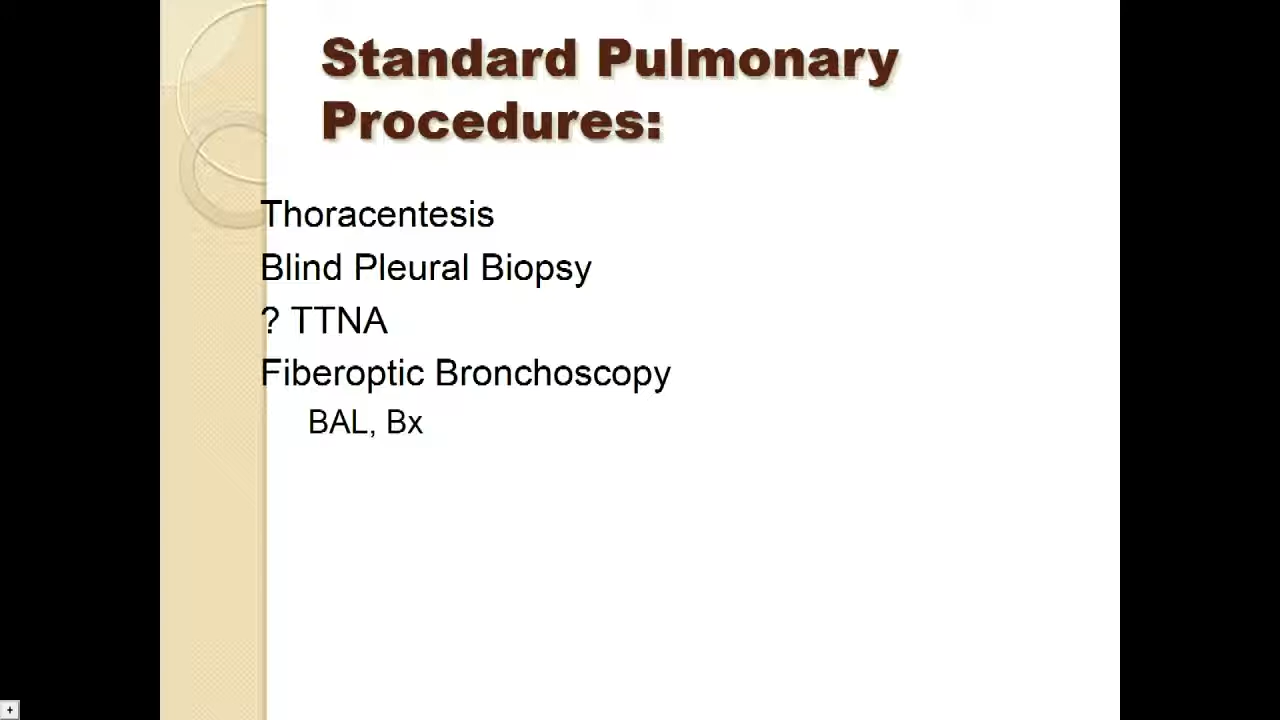 Standard Pulmonary
Procedures:
Thoracentesis
Blind Pleural Biopsy
? TTNA
Fiberoptic Bronchoscopy
BAL, Bx
+